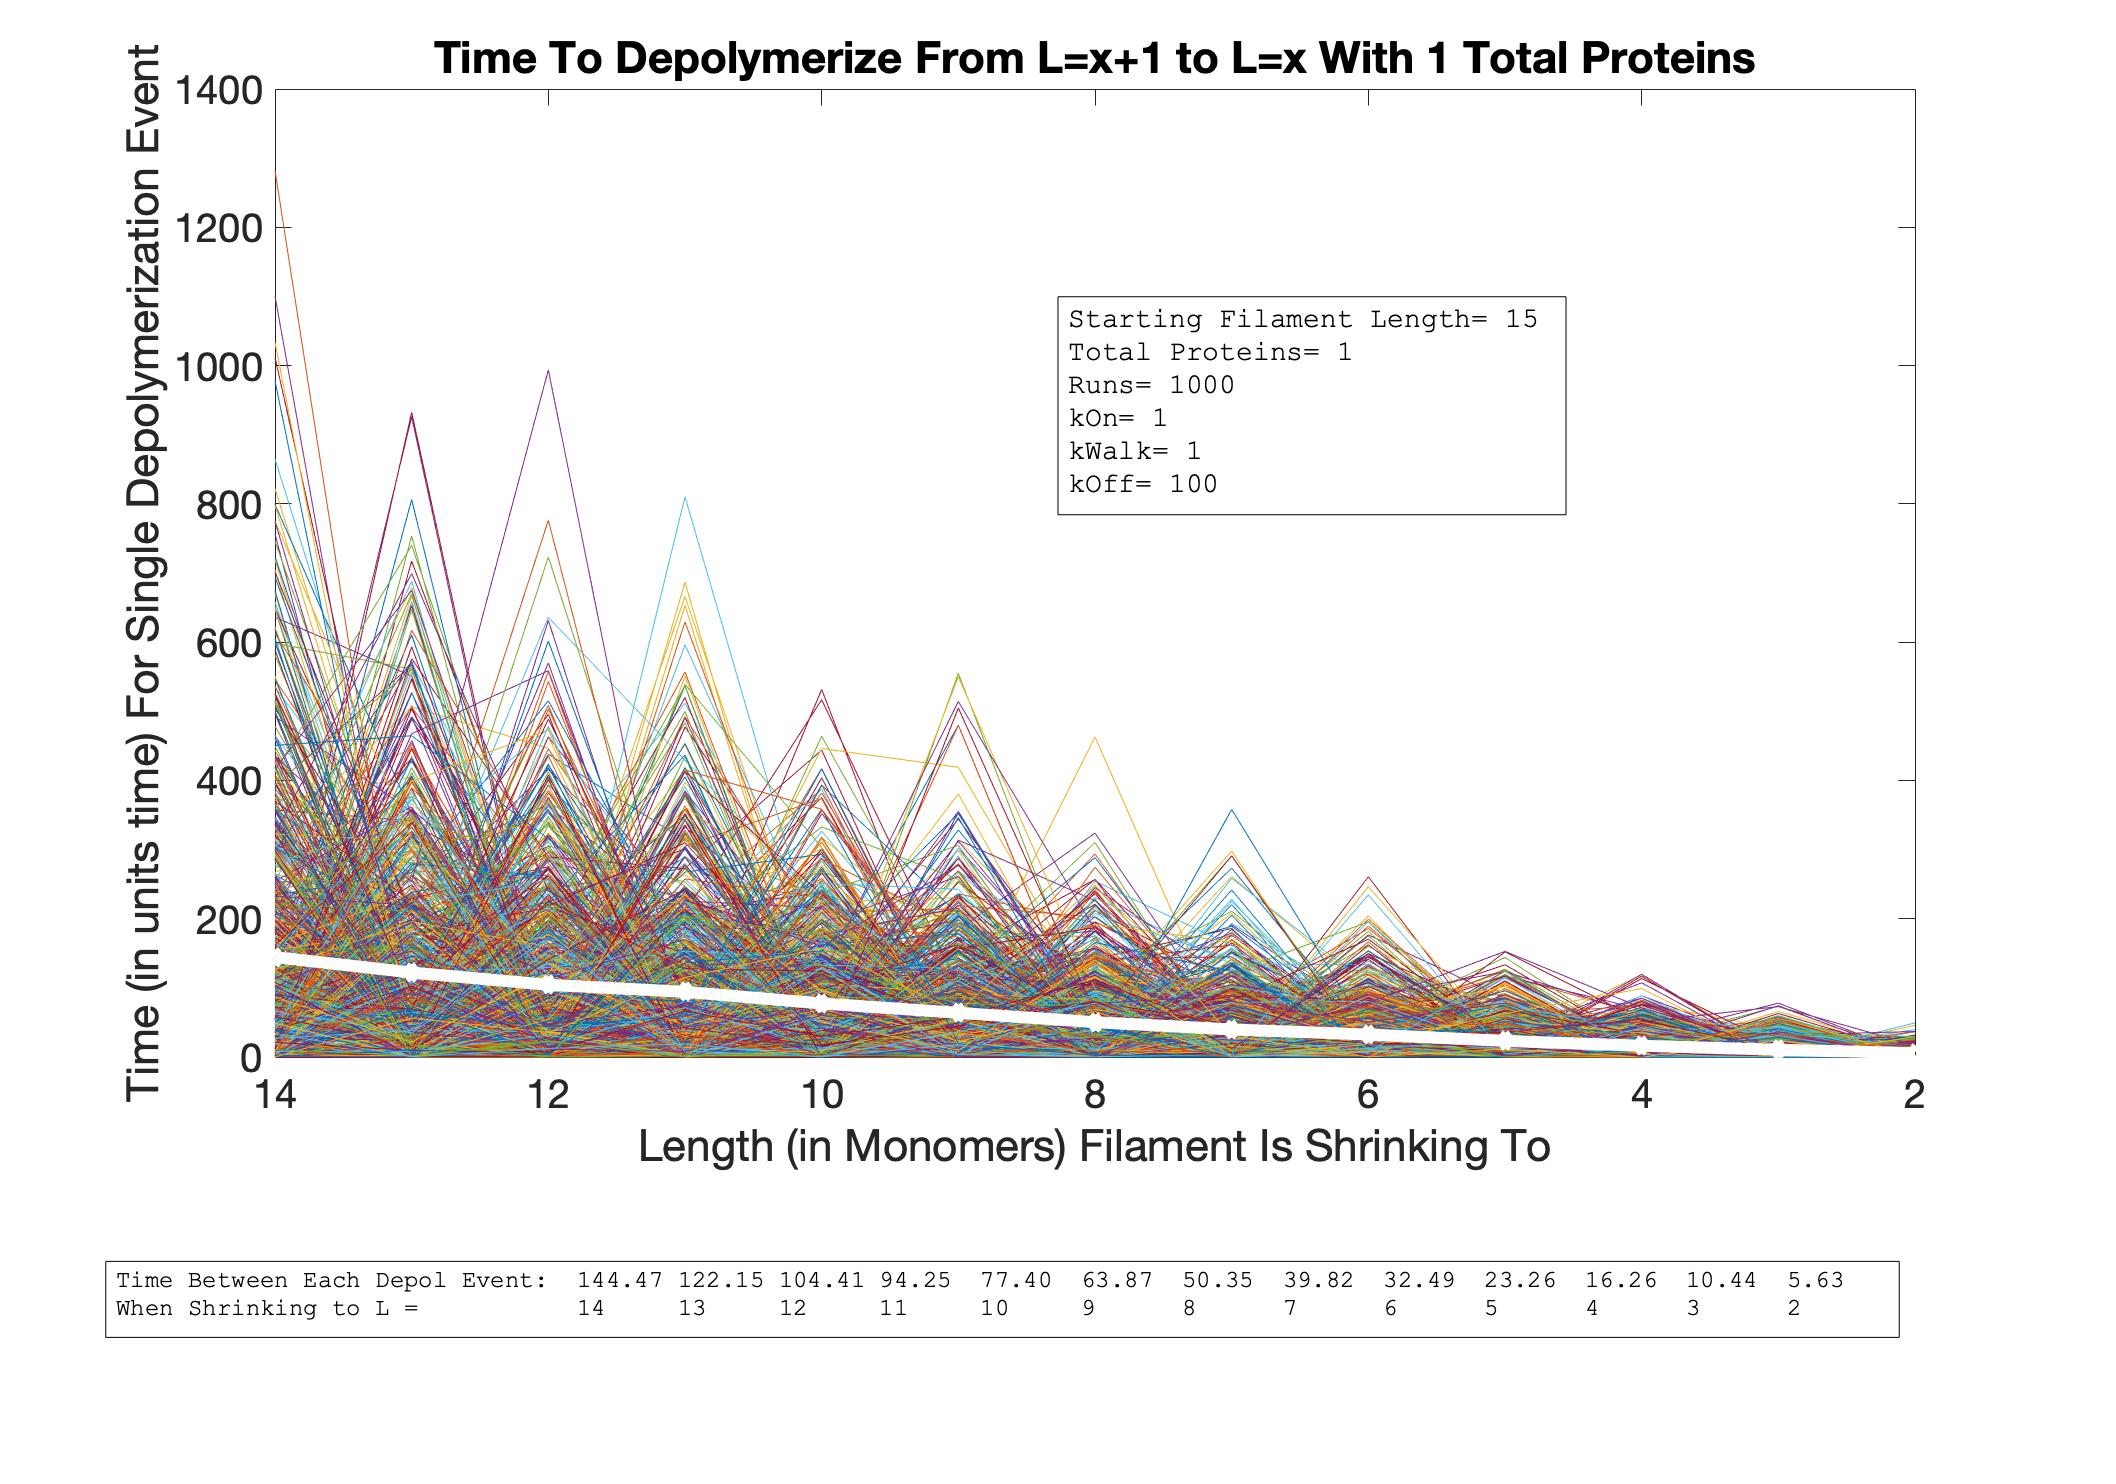 Time To Depolymerize From L=x+1 to L=x With 1 Total Proteins
Time (in units time) For Single Depolymerization Event
1400
1200
1000
800
600
400
200
0
Starting Filament Length= 15
Total Proteins= 1
Runs= 1000
kOn= 1
kWalk= 1
kOff= 100
14 12 10 8 6 4 2
Length (in Monomers) Filament Is Shrinking To
Time Between Each Depol Event: 144.47 122.15 104.41 94.25 77.40 63.87 50.35 39.82 32.49 23.26 16.26 10.44 5.63
When Shrinking to L = 14 13 12 11 10 9 8 7 6 5 4 3 2